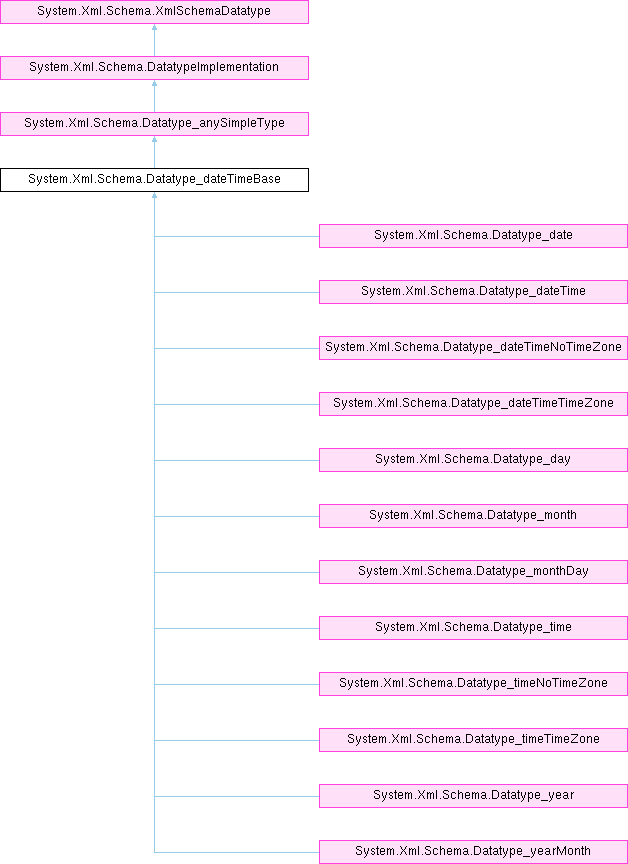 System.Xml.Schema.XmlSchemaDatatype
System.Xml.Schema.DatatypeImplementation
System.Xml.Schema.Datatype_anySimpleType
System.Xml.Schema.Datatype_dateTimeBase
System.Xml.Schema.Datatype_date
System.Xml.Schema.Datatype_dateTime
System.Xml.Schema.Datatype_dateTimeNoTimeZone
System.Xml.Schema.Datatype_dateTimeTimeZone
System.Xml.Schema.Datatype_day
System.Xml.Schema.Datatype_month
System.Xml.Schema.Datatype_monthDay
System.Xml.Schema.Datatype_time
System.Xml.Schema.Datatype_timeNoTimeZone
System.Xml.Schema.Datatype_timeTimeZone
System.Xml.Schema.Datatype_year
System.Xml.Schema.Datatype_yearMonth